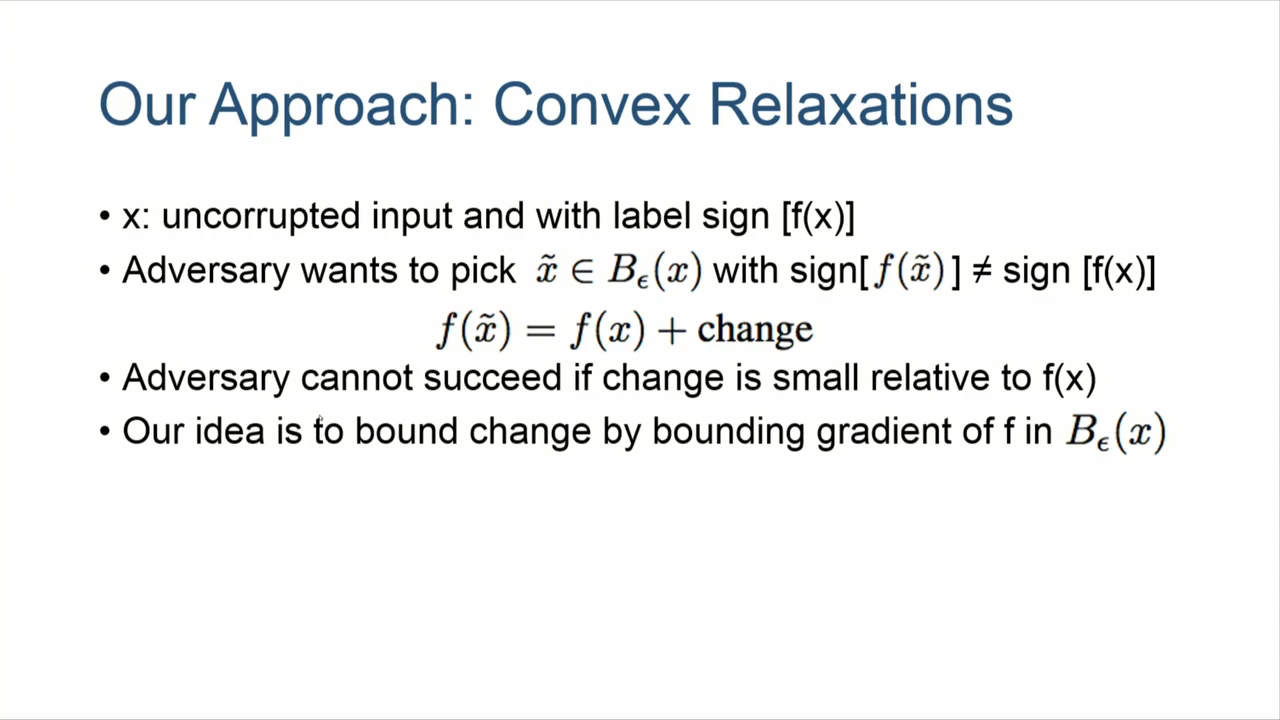 Our Approach: Convex Relaxations
• x: uncorrupted input and with label sign [f(x)]
• Adversary wants to pick x̃ ∈ B_ϵ(x) with sign[f(x̃)] ≠ sign [f(x)]
f(x̃) = f(x) + change
• Adversary cannot succeed if change is small relative to f(x)
• Our idea is to bound change by bounding gradient of f in B_ϵ(x)